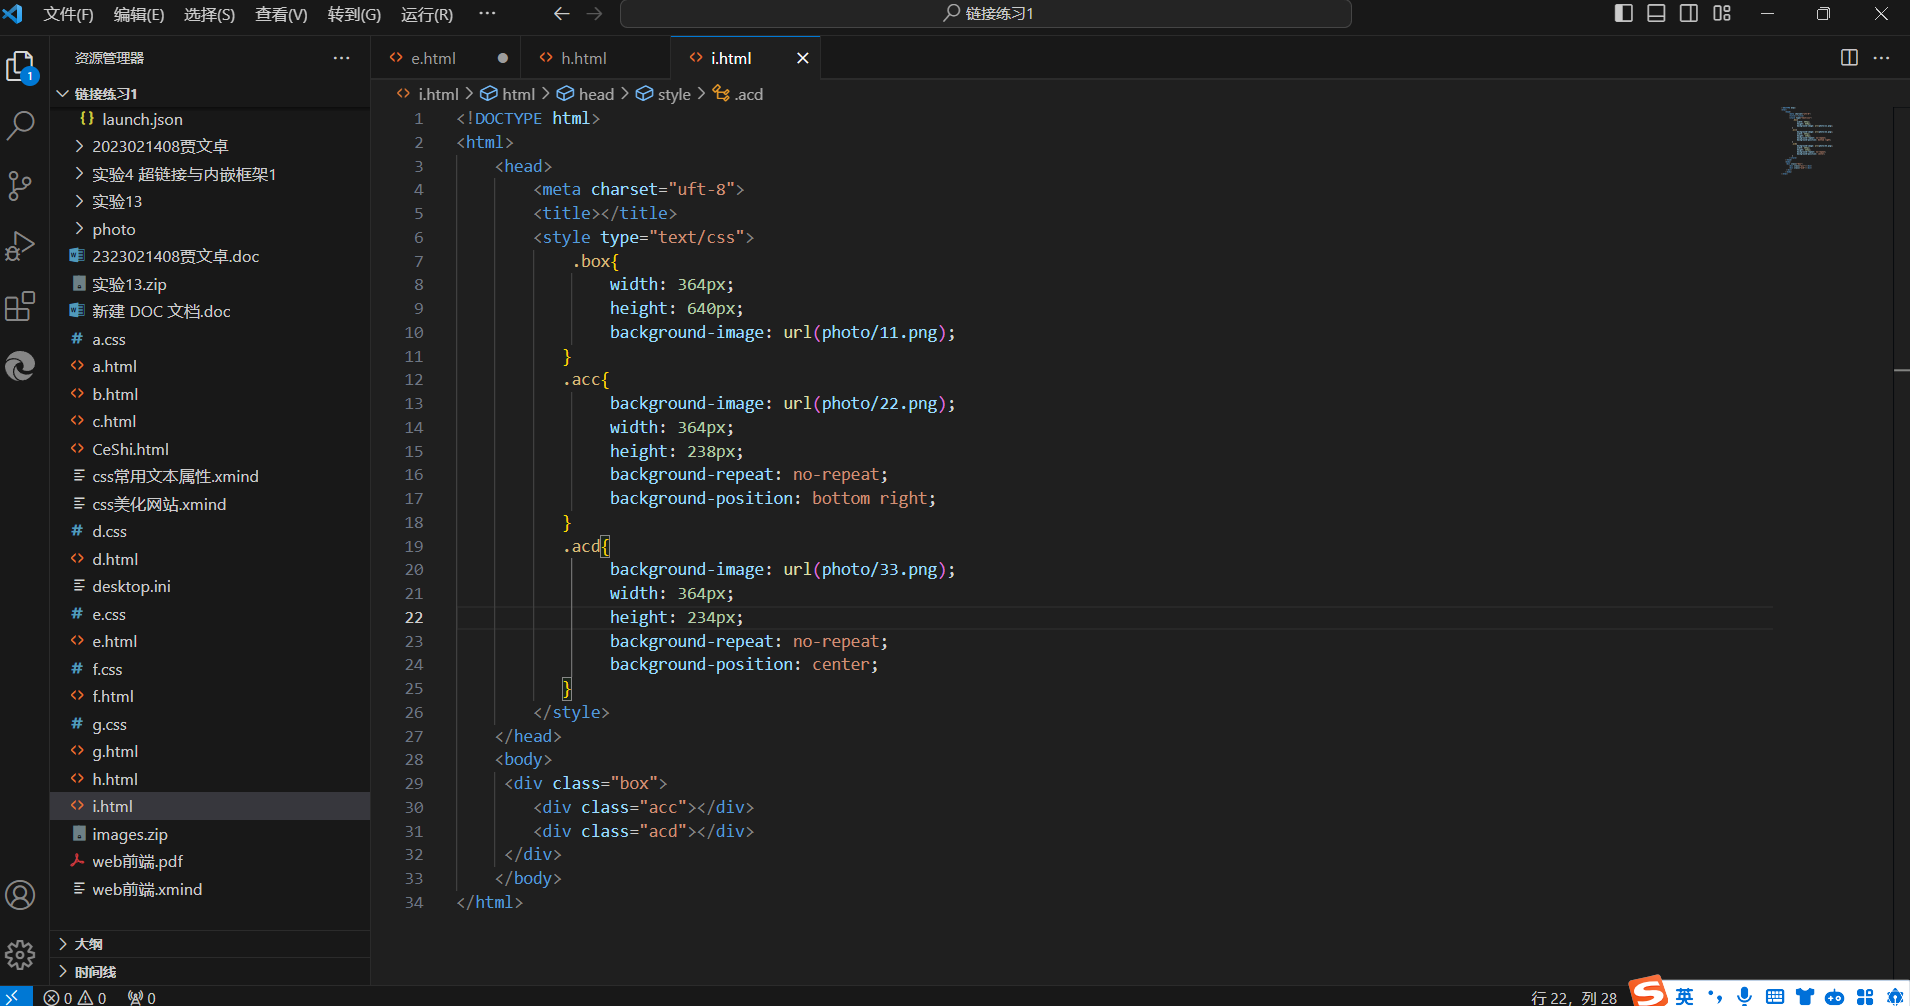 文件(F) 编辑(E) 选择(S) 查看(V) 转到(G) 运行(R) ··· 链接练习1
资源管理器 ···
1
链接练习1
{} launch.json
2023021408贾文卓
实验4 超链接与内嵌框架1
实验13
photo
2323021408贾文卓.doc
实验13.zip
新建 DOC 文档.doc
# a.css
a.html
b.html
c.html
CeShi.html
css常用文本属性.xmind
css美化网站.xmind
# d.css
d.html
desktop.ini
# e.css
e.html
# f.css
f.html
# g.css
g.html
h.html
i.html
images.zip
web前端.pdf
web前端.xmind
大纲
时间线
e.html h.html i.html
i.html > html > head > style > .acd
1 <!DOCTYPE html>
2 <html>
3 <head>
4 <meta charset="uft-8">
5 <title></title>
6 <style type="text/css">
7 .box{
8 width: 364px;
9 height: 640px;
10 background-image: url(photo/11.png);
11 }
12 .acc{
13 background-image: url(photo/22.png);
14 width: 364px;
15 height: 238px;
16 background-repeat: no-repeat;
17 background-position: bottom right;
18 }
19 .acd{
20 background-image: url(photo/33.png);
21 width: 364px;
22 height: 234px;
23 background-repeat: no-repeat;
24 background-position: center;
25 }
26 </style>
27 </head>
28 <body>
29 <div class="box">
30 <div class="acc"></div>
31 <div class="acd"></div>
32 </div>
33 </body>
34 </html>
0 0 0 行 22，列 28 英